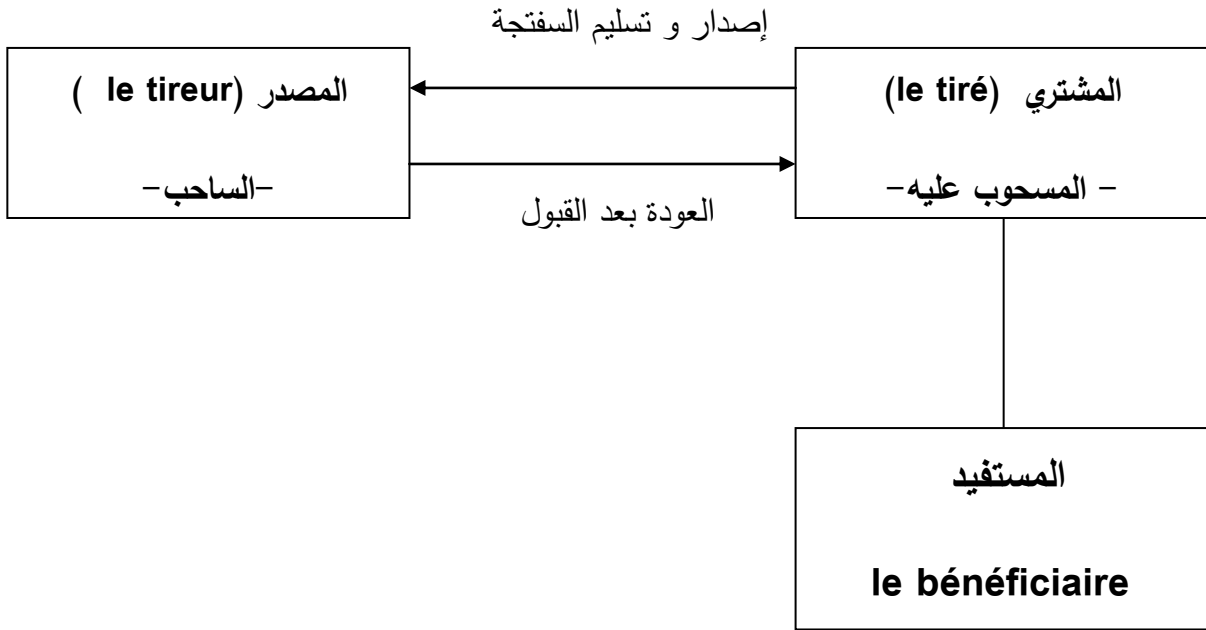 إصدار و تسليم السفتجة
المشتري (le tiré)
- المسحوب عليه-
المصدر (le tireur )
-الساحب-
العودة بعد القبول
المستفيد
le bénéficiaire